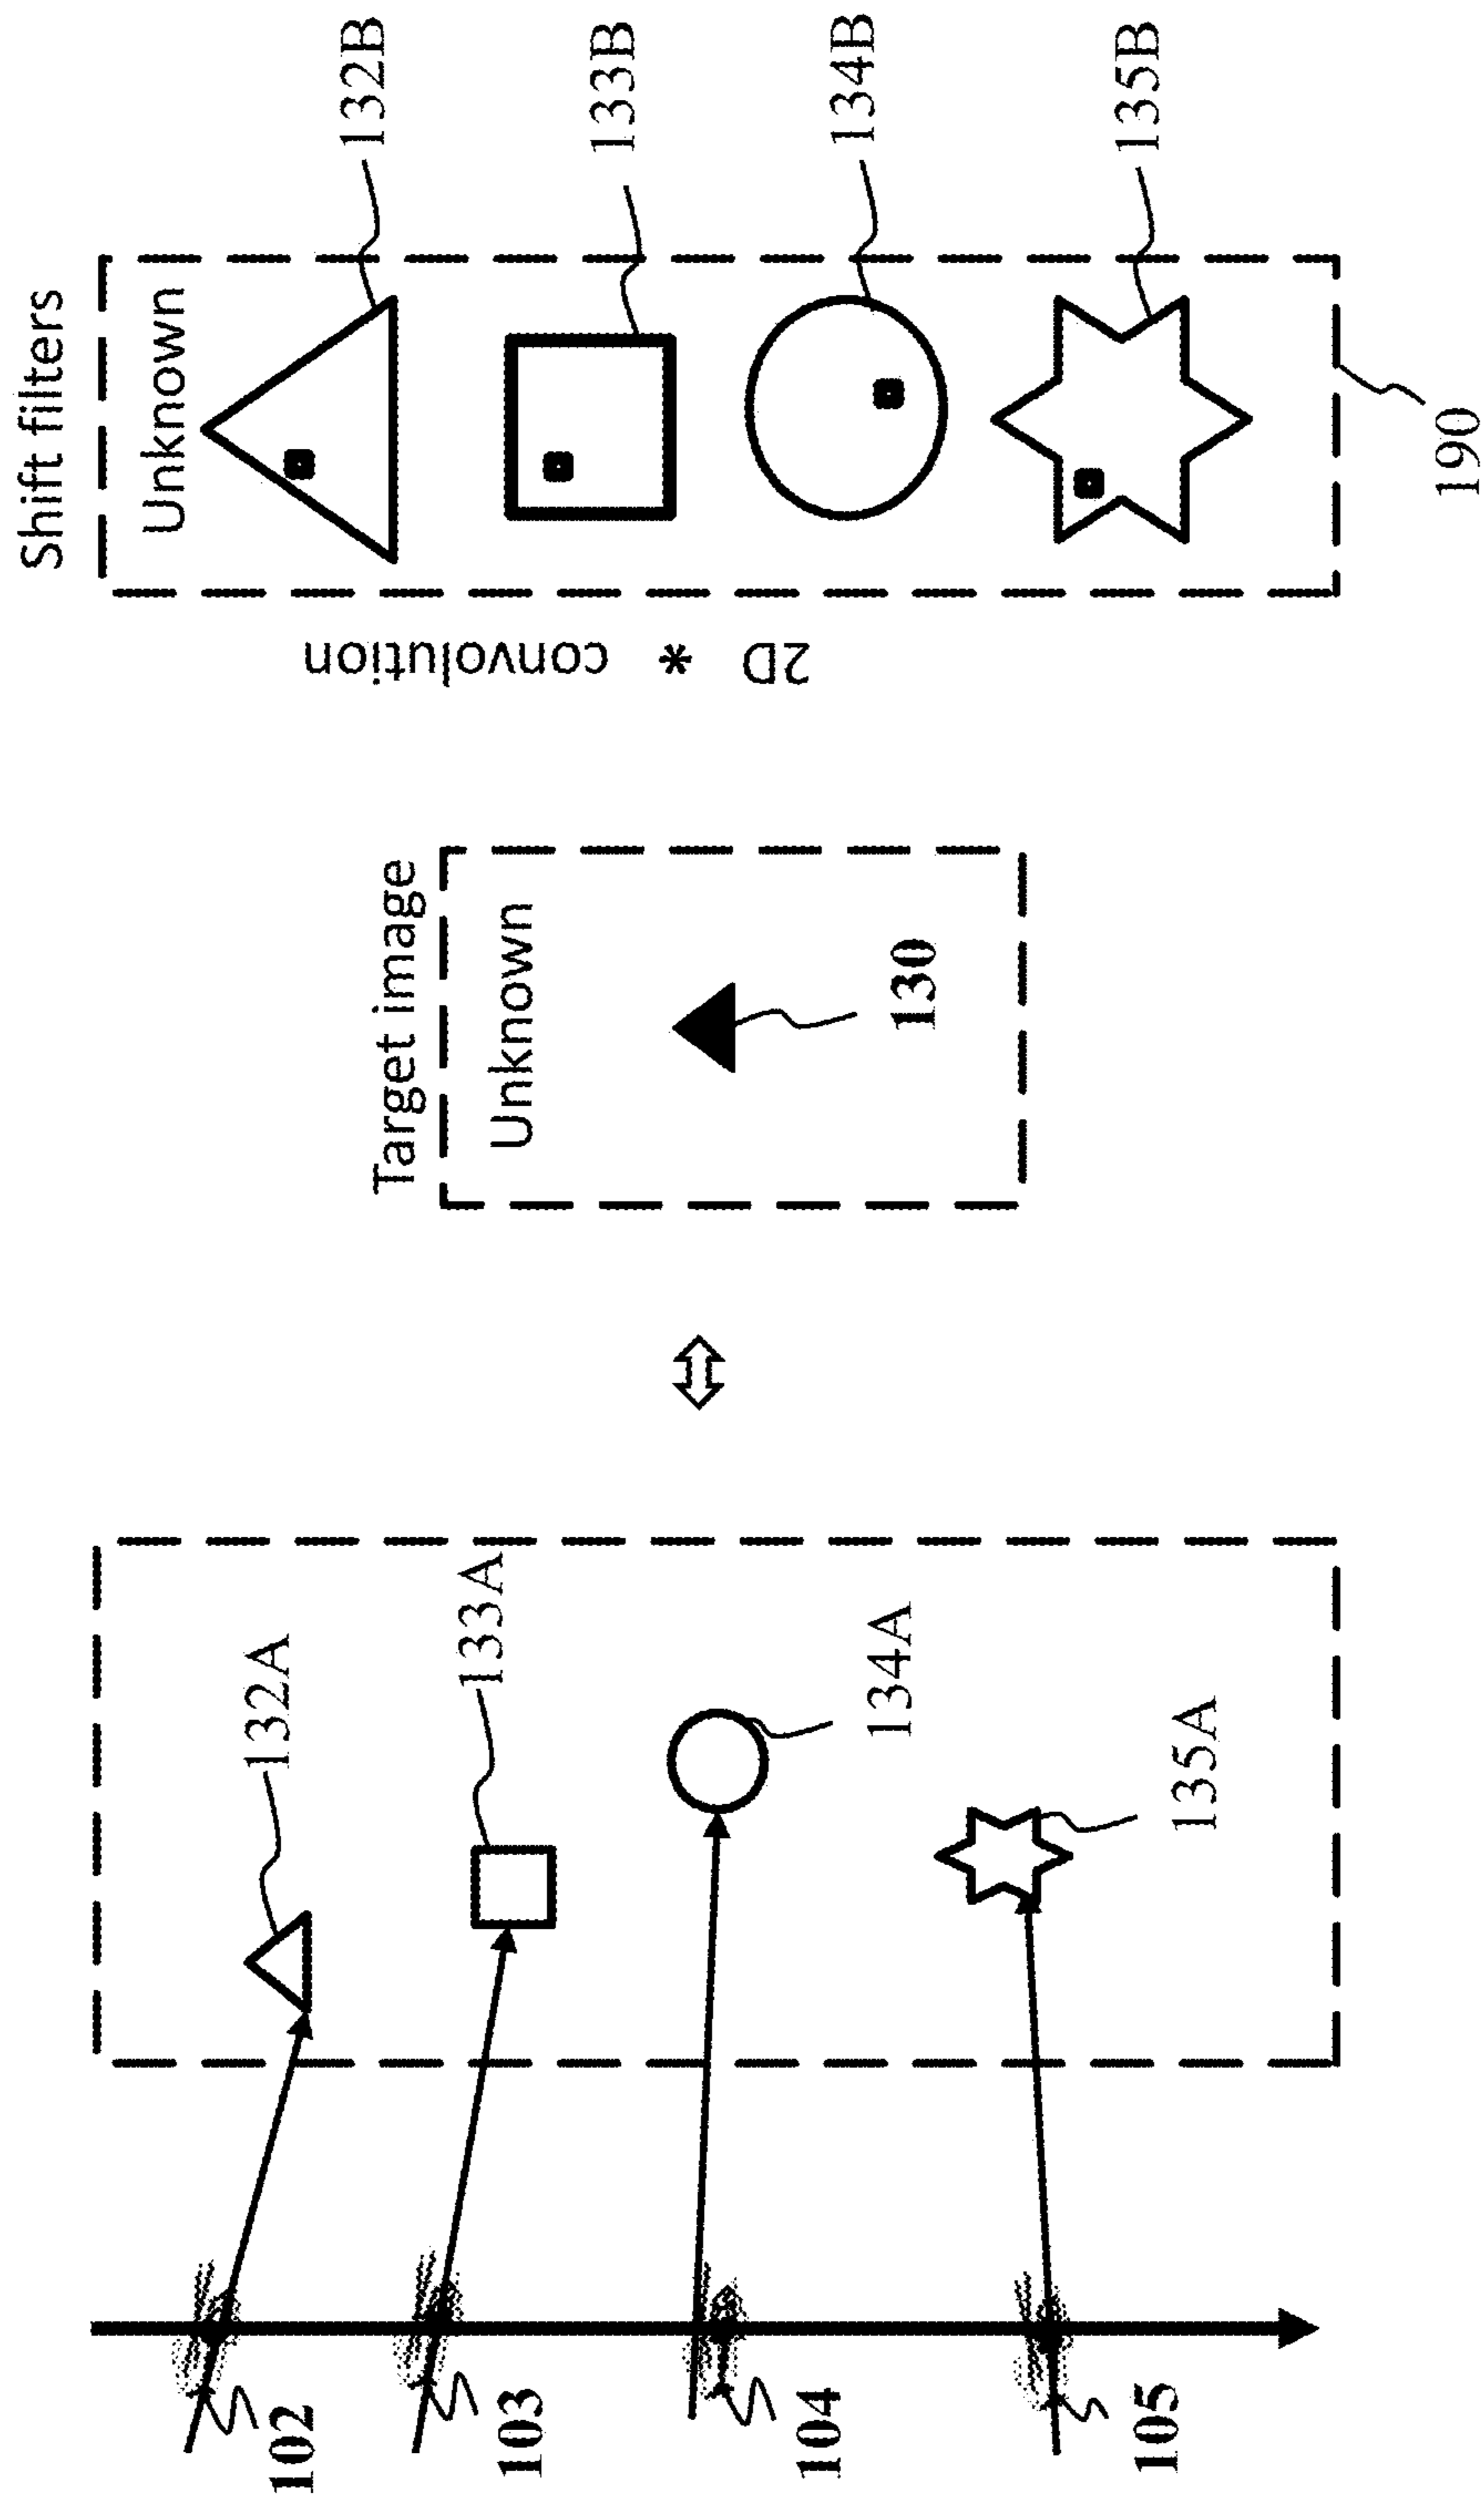 Shift filters
Unknown
132B
133B
134B
135B
190
2D * convolution
Target image
Unknown
130
132A
133A
134A
135A
102
103
104
105